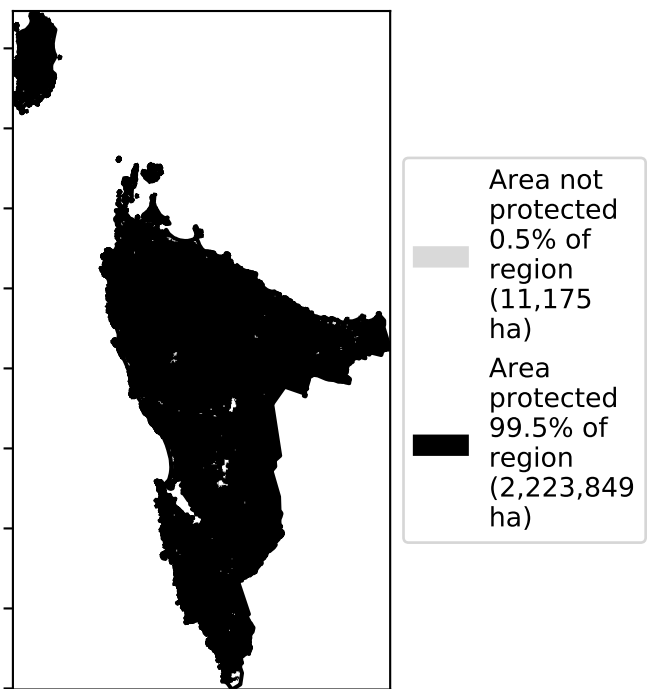 Area not
protected
0.5% of
region
(11,175
ha)
Area
protected
99.5% of
region
(2,223,849
ha)